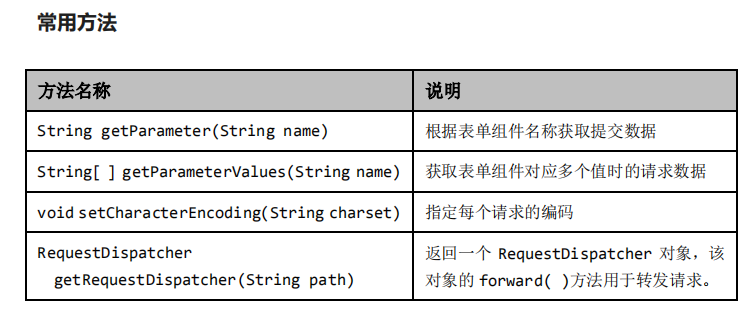 常用方法
方法名称 说明
String getParameter(String name) 根据表单组件名称获取提交数据
String[ ] getParameterValues(String name) 获取表单组件对应多个值时的请求数据
void setCharacterEncoding(String charset) 指定每个请求的编码
RequestDispatcher 返回一个 RequestDispatcher 对象，该
getRequestDispatcher(String path) 对象的 forward( )方法用于转发请求。